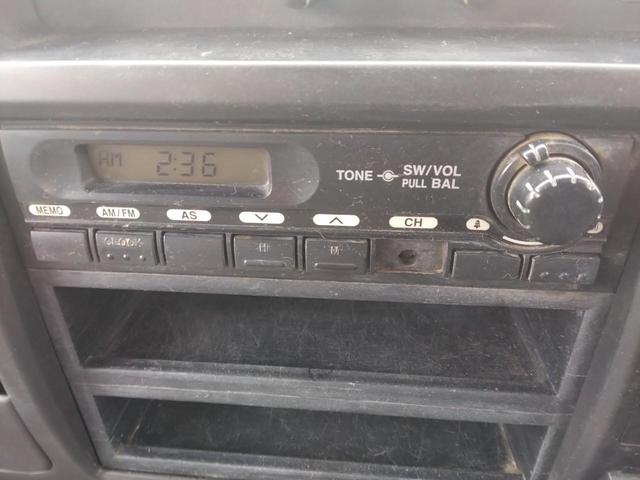 AM 2:36
TONE SW/VOL
PULL BAL
MEMO AM/FM AS CH
CLOCK H M